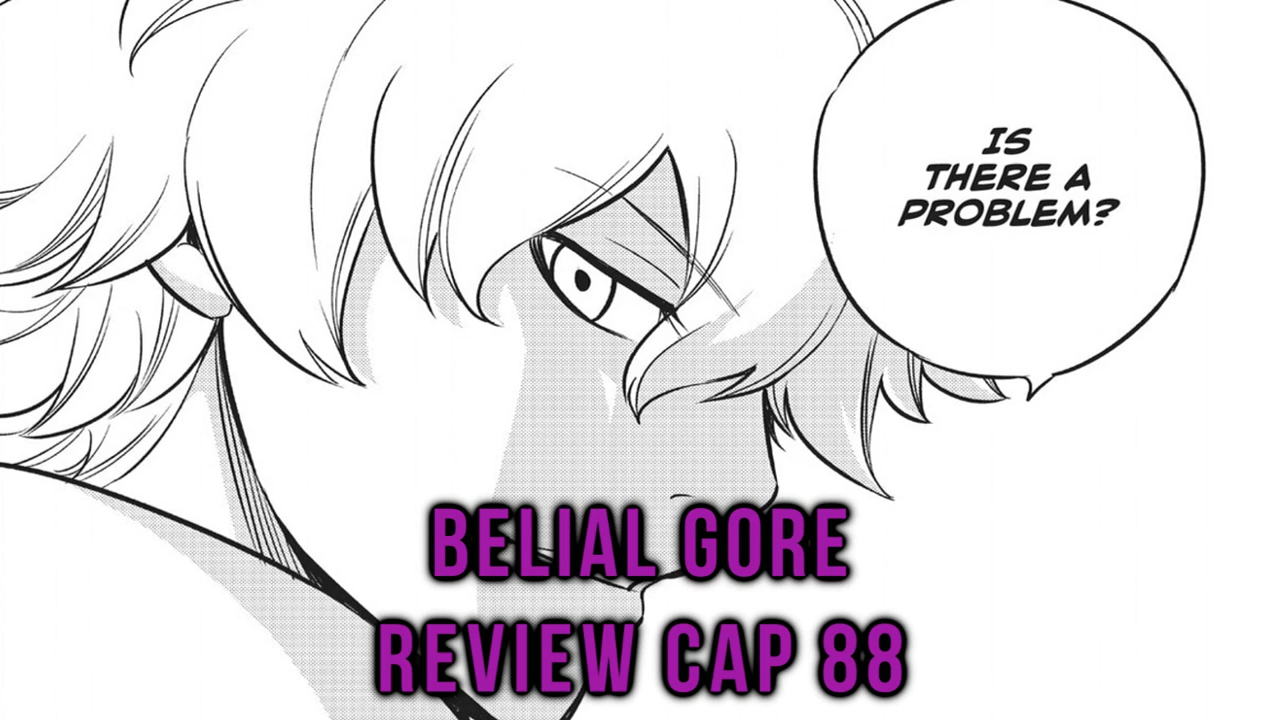 IS
THERE A
PROBLEM?
BELIAL GORE
REVIEW CAP 88